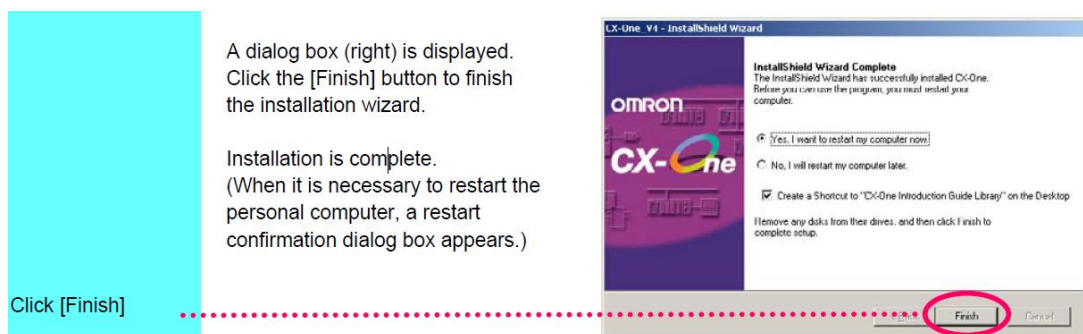 A dialog box (right) is displayed.
Click the [Finish] button to finish
the installation wizard.
Installation is complete.
(When it is necessary to restart the
personal computer, a restart
confirmation dialog box appears.)
Click [Finish]
CX-One_V4 - InstallShield Wizard
OMRON
CX-One
InstallShield Wizard Complete
The InstallShield Wizard has successfully installed CX-One.
Before you can use the program, you must restart your
computer.
Yes, I want to restart my computer now.
No, I will restart my computer later.
Create a Shortcut to "CX-One Introduction Guide Library" on the Desktop
Remove any disks from their drives, and then click Finish to
complete setup.
Finish
Cancel